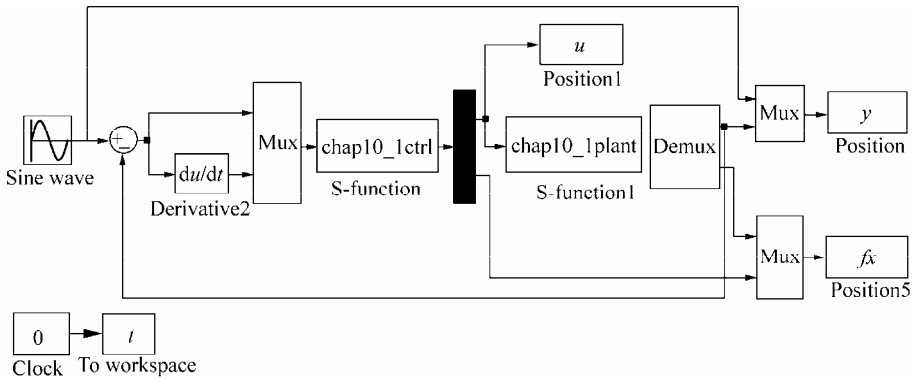 u
Position1
Mux
y
Position
Sine wave
+
−
du/dt
Derivative2
Mux
chap10_1ctrl
S-function
chap10_1plant
S-function1
Demux
Mux
fx
Position5
0
Clock
t
To workspace